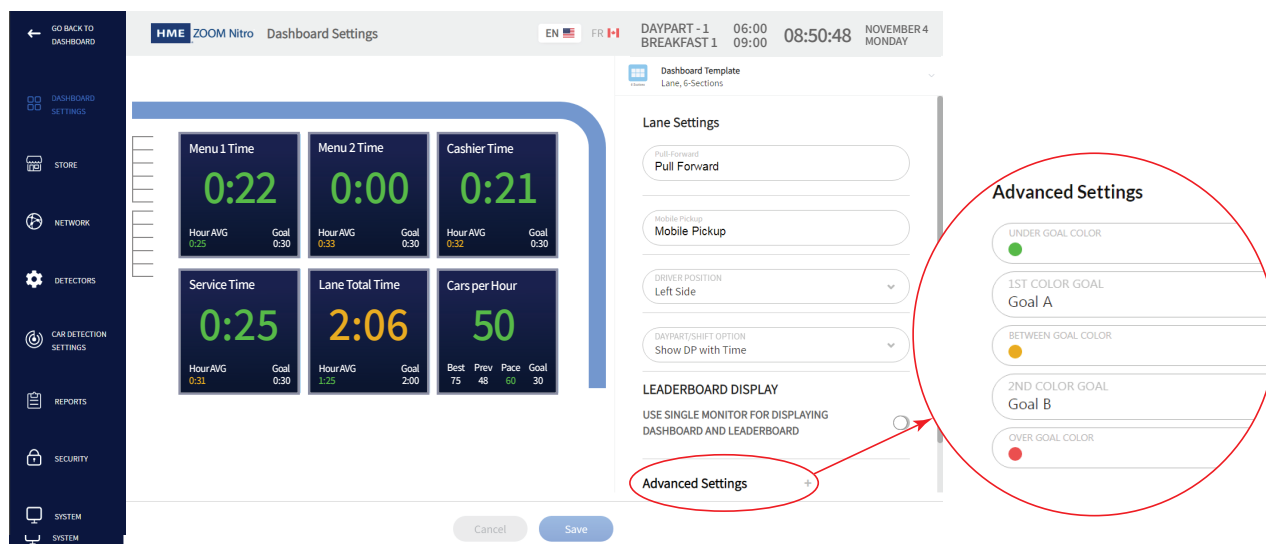 GO BACK TO
DASHBOARD
HME ZOOM Nitro Dashboard Settings
EN FR
DAYPART - 1 06:00
BREAKFAST 1 09:00
08:50:48
NOVEMBER 4
MONDAY
DASHBOARD
SETTINGS
STORE
NETWORK
DETECTORS
CAR DETECTION
SETTINGS
REPORTS
SECURITY
SYSTEM
SYSTEM
Menu 1 Time
0:22
Hour AVG Goal
0:25 0:30
Menu 2 Time
0:00
Hour AVG Goal
0:33 0:30
Cashier Time
0:21
Hour AVG Goal
0:32 0:30
Service Time
0:25
Hour AVG Goal
0:31 0:30
Lane Total Time
2:06
Hour AVG Goal
1:25 2:00
Cars per Hour
50
Best Prev Pace Goal
75 48 60 30
Dashboard Template
Lane, 6-Sections
Lane Settings
Pull-Forward
Pull Forward
Mobile Pickup
Mobile Pickup
DRIVER POSITION
Left Side
DAYPART/SHIFT OPTION
Show DP with Time
LEADERBOARD DISPLAY
USE SINGLE MONITOR FOR DISPLAYING
DASHBOARD AND LEADERBOARD
Advanced Settings +
Cancel Save
Advanced Settings
UNDER GOAL COLOR
1ST COLOR GOAL
Goal A
BETWEEN GOAL COLOR
2ND COLOR GOAL
Goal B
OVER GOAL COLOR